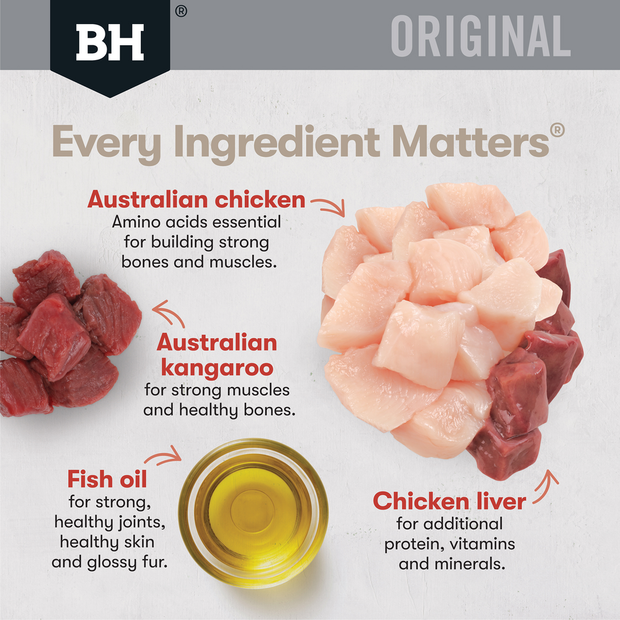 BH®
ORIGINAL
Every Ingredient Matters®
Australian chicken
Amino acids essential
for building strong
bones and muscles.
Australian
kangaroo
for strong muscles
and healthy bones.
Fish oil
for strong,
healthy joints,
healthy skin
and glossy fur.
Chicken liver
for additional
protein, vitamins
and minerals.